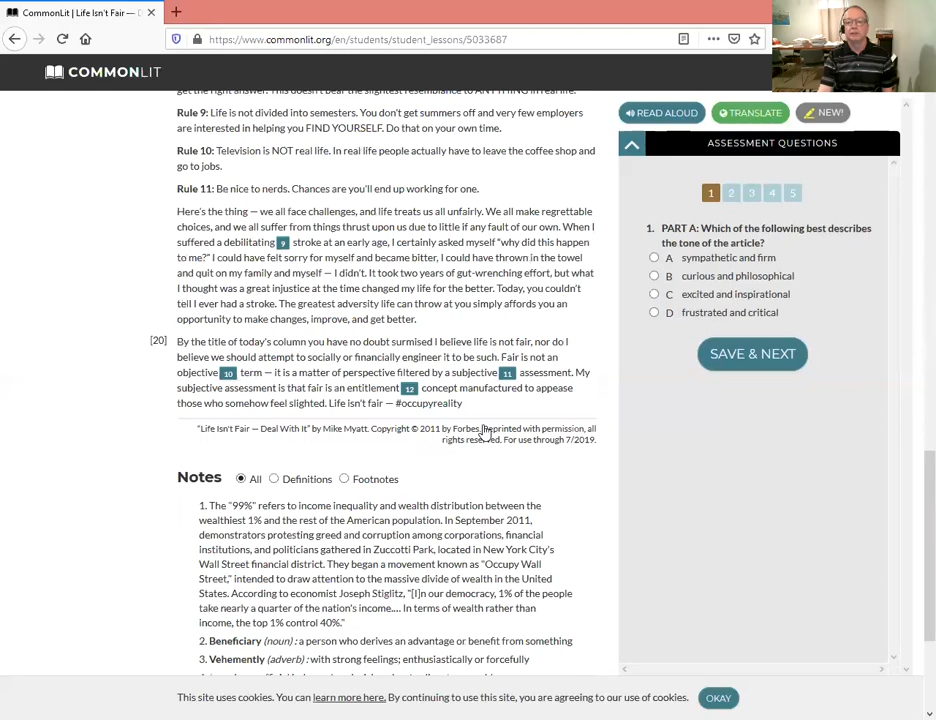 CommonLit | Life Isn't Fair — D
https://www.commonlit.org/en/students/student_lessons/5033687
COMMONLIT
get the right answer. This doesn't bear the slightest resemblance to ANYTHING in real life.
Rule 9: Life is not divided into semesters. You don't get summers off and very few employers
are interested in helping you FIND YOURSELF. Do that on your own time.
Rule 10: Television is NOT real life. In real life people actually have to leave the coffee shop and
go to jobs.
Rule 11: Be nice to nerds. Chances are you'll end up working for one.
Here's the thing — we all face challenges, and life treats us all unfairly. We all make regrettable
choices, and we all suffer from things thrust upon us due to little if any fault of our own. When I
suffered a debilitating 9 stroke at an early age, I certainly asked myself "why did this happen
to me?" I could have felt sorry for myself and became bitter, I could have thrown in the towel
and quit on my family and myself — I didn't. It took two years of gut-wrenching effort, but what
I thought was a great injustice at the time changed my life for the better. Today, you couldn't
tell I ever had a stroke. The greatest adversity life can throw at you simply affords you an
opportunity to make changes, improve, and get better.
[20] By the title of today's column you have no doubt surmised I believe life is not fair, nor do I
believe we should attempt to socially or financially engineer it to be such. Fair is not an
objective 10 term — it is a matter of perspective filtered by a subjective 11 assessment. My
subjective assessment is that fair is an entitlement 12 concept manufactured to appease
those who somehow feel slighted. Life isn't fair — #occupyreality
"Life Isn't Fair — Deal With It" by Mike Myatt. Copyright © 2011 by Forbes. Reprinted with permission, all
rights reserved. For use through 7/2019.
Notes All Definitions Footnotes
1. The "99%" refers to income inequality and wealth distribution between the
wealthiest 1% and the rest of the American population. In September 2011,
demonstrators protesting greed and corruption among corporations, financial
institutions, and politicians gathered in Zuccotti Park, located in New York City's
Wall Street financial district. They began a movement known as "Occupy Wall
Street," intended to draw attention to the massive divide of wealth in the United
States. According to economist Joseph Stiglitz, "[I]n our democracy, 1% of the people
take nearly a quarter of the nation's income.... In terms of wealth rather than
income, the top 1% control 40%."
2. Beneficiary (noun) : a person who derives an advantage or benefit from something
3. Vehemently (adverb) : with strong feelings; enthusiastically or forcefully
READ ALOUD TRANSLATE NEW!
ASSESSMENT QUESTIONS
1 2 3 4 5
1. PART A: Which of the following best describes
the tone of the article?
A sympathetic and firm
B curious and philosophical
C excited and inspirational
D frustrated and critical
SAVE & NEXT
This site uses cookies. You can learn more here. By continuing to use this site, you are agreeing to our use of cookies. OKAY